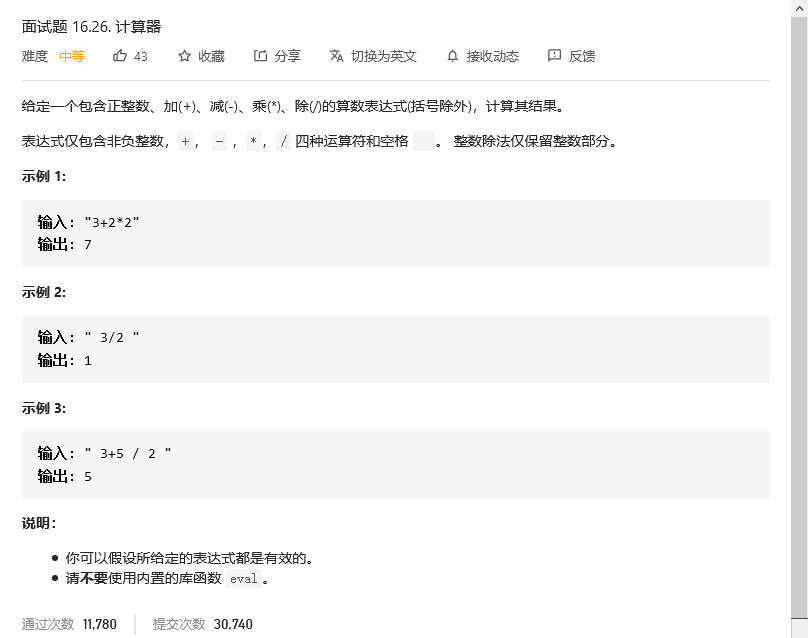 面试题 16.26. 计算器
难度 中等 43 收藏 分享 切换为英文 接收动态 反馈
给定一个包含正整数、加(+)、减(-)、乘(*)、除(/)的算数表达式(括号除外)，计算其结果。
表达式仅包含非负整数，+， - ，*，/ 四种运算符和空格 。 整数除法仅保留整数部分。
示例 1:
输入: "3+2*2"
输出: 7
示例 2:
输入: " 3/2 "
输出: 1
示例 3:
输入: " 3+5 / 2 "
输出: 5
说明：
你可以假设所给定的表达式都是有效的。
请不要使用内置的库函数 eval。
通过次数 11,780 提交次数 30,740